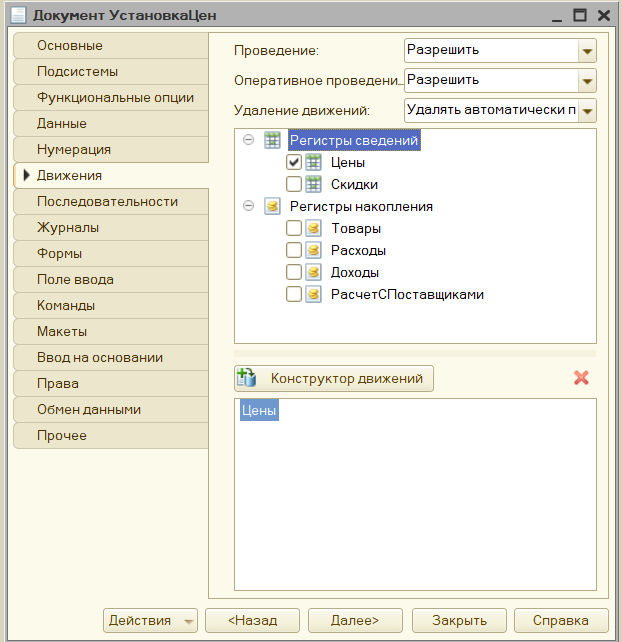 Документ УстановкаЦен
Основные
Подсистемы
Функциональные опции
Данные
Нумерация
Движения
Последовательности
Журналы
Формы
Поле ввода
Команды
Макеты
Ввод на основании
Права
Обмен данными
Прочее
Проведение: Разрешить
Оперативное проведени... Разрешить
Удаление движений: Удалять автоматически п
Регистры сведений
Цены
Скидки
Регистры накопления
Товары
Расходы
Доходы
РасчетСПоставщиками
Конструктор движений
Цены
Действия <Назад Далее> Закрыть Справка